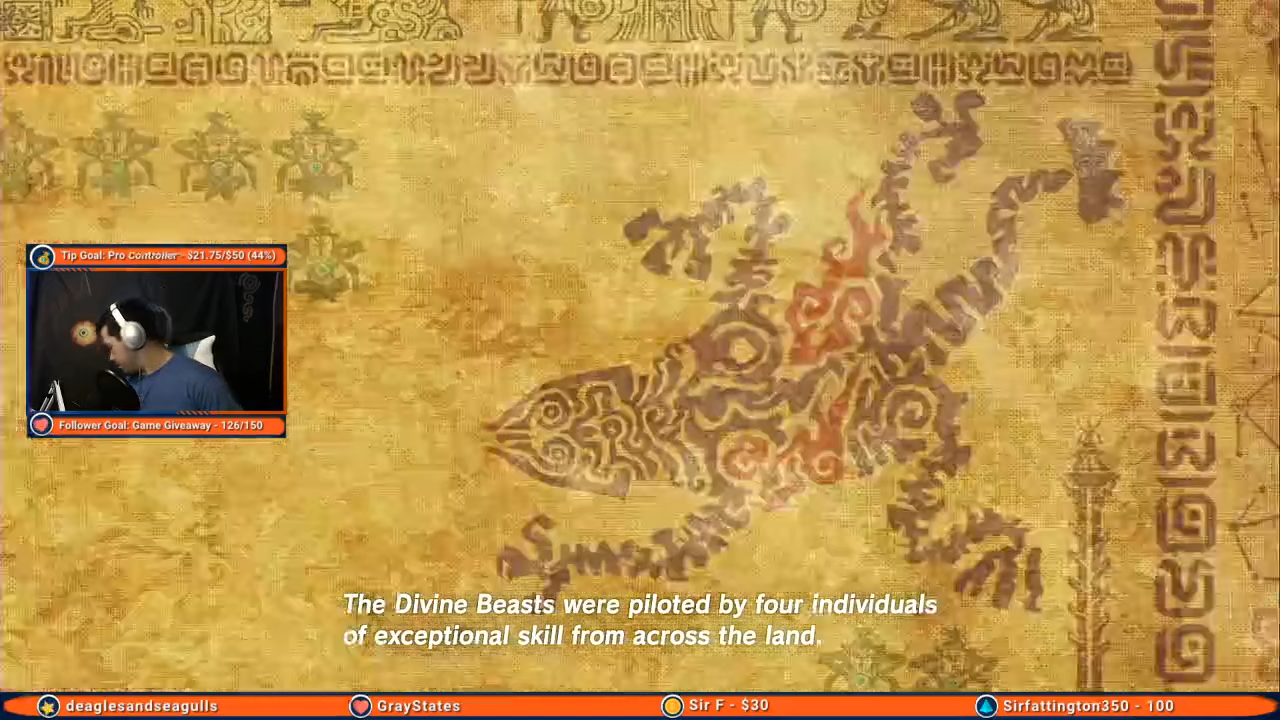 Tip Goal: Pro Controller - $21.75/$50 (44%)
Follower Goal: Game Giveaway - 126/150
The Divine Beasts were piloted by four individuals
of exceptional skill from across the land.
deaglesandseagulls
GrayStates
Sir F - $30
Sirfattington350 - 100